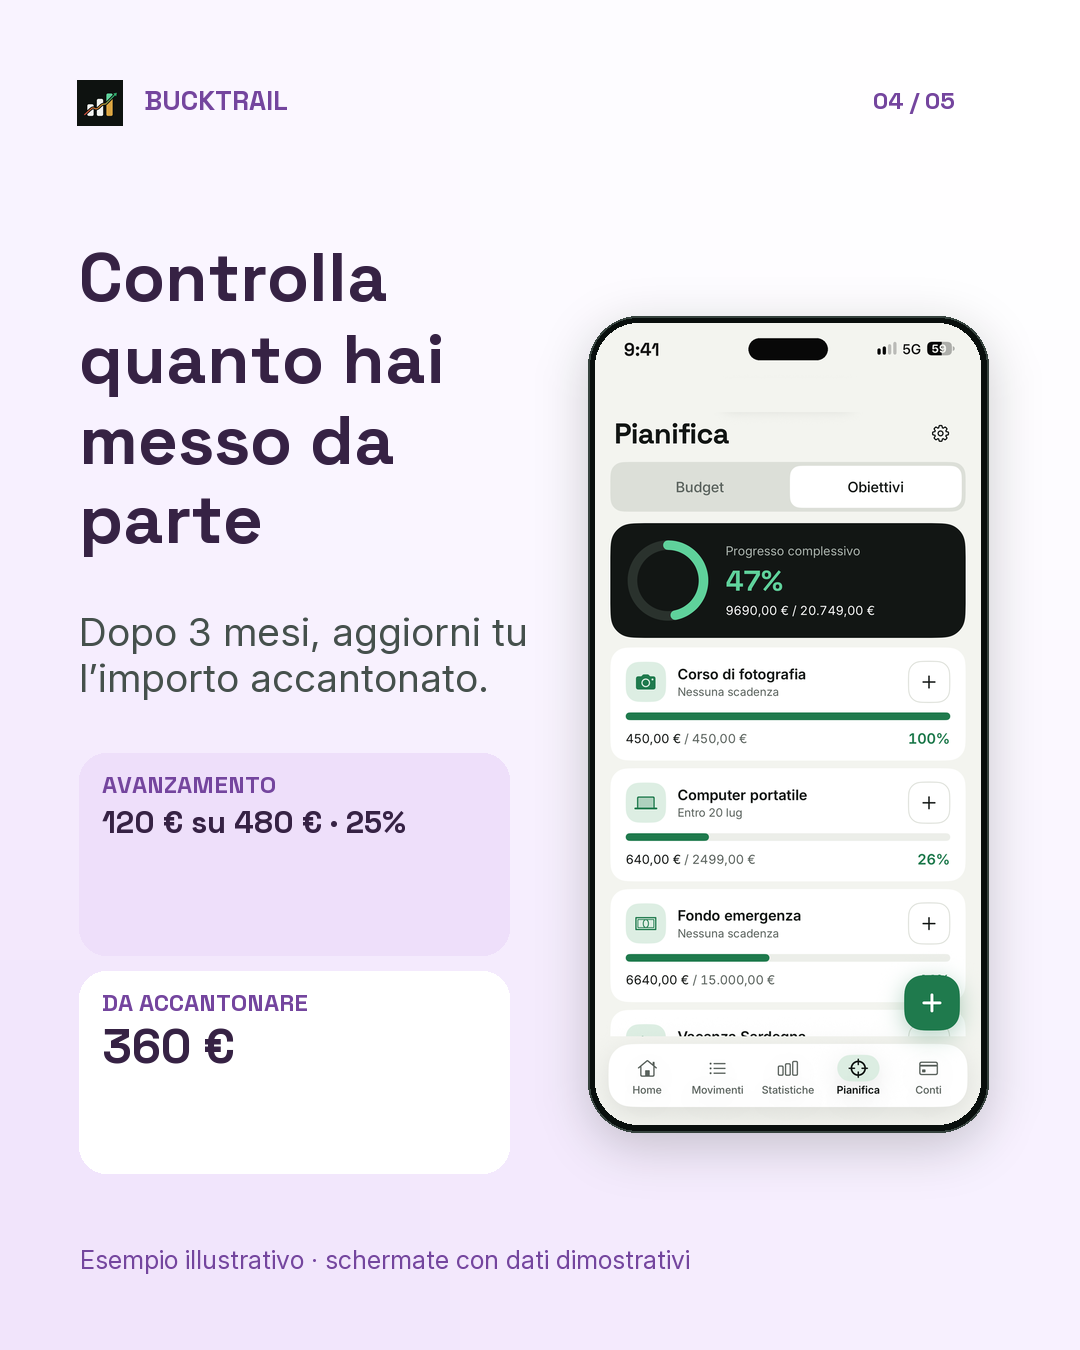 BUCKTRAIL
04 / 05
Controlla
quanto hai
messo da
parte
Dopo 3 mesi, aggiorni tu
l’importo accantonato.
AVANZAMENTO
120 € su 480 € · 25%
DA ACCANTONARE
360 €
9:41
5G 59
Pianifica
Budget Obiettivi
Progresso complessivo
47%
9690,00 € / 20.749,00 €
Corso di fotografia
Nessuna scadenza
450,00 € / 450,00 € 100%
Computer portatile
Entro 20 lug
640,00 € / 2499,00 € 26%
Fondo emergenza
Nessuna scadenza
6640,00 € / 15.000,00 €
Vacanza Sardegna
Home Movimenti Statistiche Pianifica Conti
Esempio illustrativo · schermate con dati dimostrativi